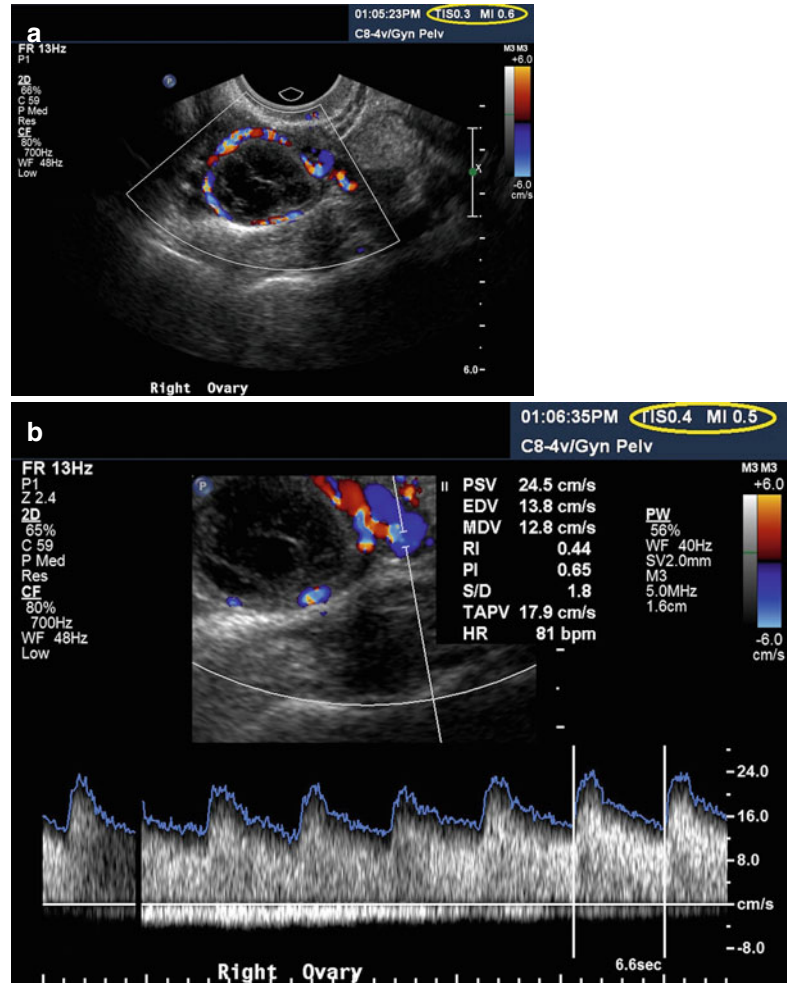 a
01:05:23PM TIS0.3 MI 0.6
C8-4v/Gyn Pelv
FR 13Hz
P1
2D
66%
C 59
P Med
Res
CF
80%
700Hz
WF 48Hz
Low
P
M3 M3
+6.0
X
-6.0
cm/s
6.0
Right Ovary
b
01:06:35PM TIS0.4 MI 0.5
C8-4v/Gyn Pelv
FR 13Hz
P1
Z 2.4
2D
65%
C 59
P Med
Res
CF
80%
700Hz
WF 48Hz
Low
P
PSV 24.5 cm/s
EDV 13.8 cm/s
MDV 12.8 cm/s
RI 0.44
PI 0.65
S/D 1.8
TAPV 17.9 cm/s
HR 81 bpm
PW
56%
WF 40Hz
SV2.0mm
M3
5.0MHz
1.6cm
M3 M3
+6.0
-6.0
cm/s
24.0
16.0
8.0
cm/s
-8.0
6.6sec
Right Ovary